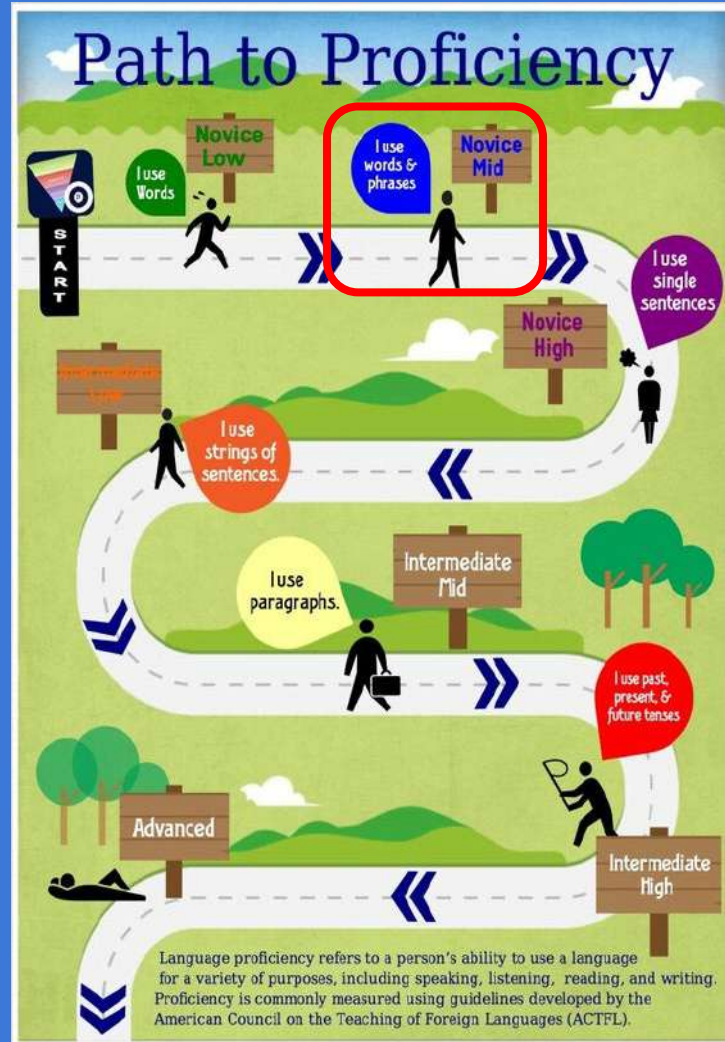 Path to Proficiency
START
I use
Words
Novice
Low
I use
words &
phrases
Novice
Mid
I use
single
sentences
Novice
High
Intermediate
Low
I use
strings of
sentences.
I use
paragraphs.
Intermediate
Mid
I use past,
present, &
future tenses
Intermediate
High
Advanced
Language proficiency refers to a person's ability to use a language
for a variety of purposes, including speaking, listening, reading, and writing.
Proficiency is commonly measured using guidelines developed by the
American Council on the Teaching of Foreign Languages (ACTFL).